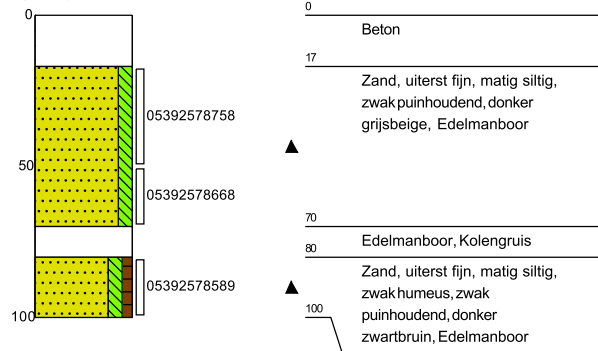 0
05392578758
50
05392578668
05392578589
100
0
Beton
17
Zand, uiterst fijn, matig siltig,
zwak puinhoudend, donker
grijsbeige, Edelmanboor
70
Edelmanboor, Kolengruis
80
Zand, uiterst fijn, matig siltig,
zwak humeus, zwak
100
puinhoudend, donker
zwartbruin, Edelmanboor